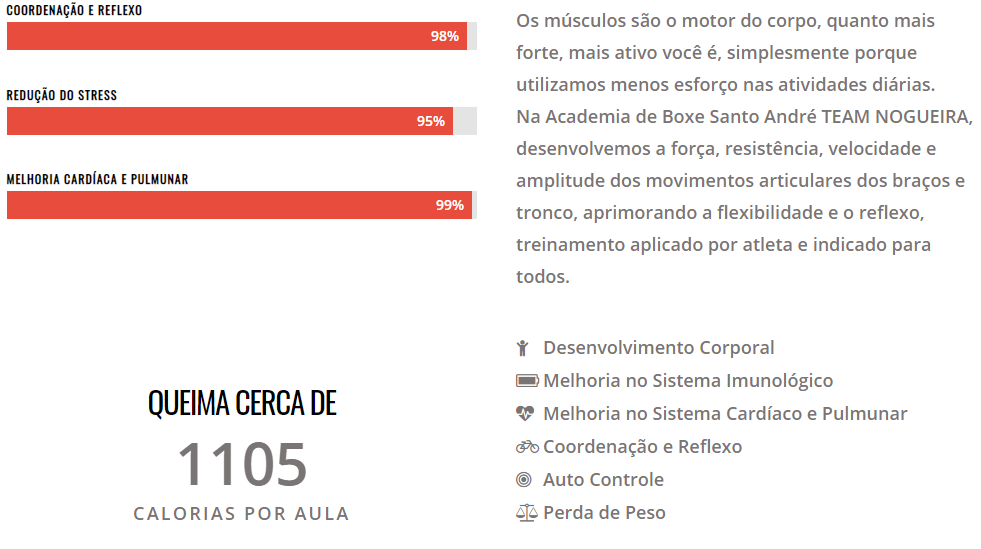 COORDENAÇÃO E REFLEXO
98%
REDUÇÃO DO STRESS
95%
MELHORIA CARDÍACA E PULMUNAR
99%
QUEIMA CERCA DE
1105
CALORIAS POR AULA
Os músculos são o motor do corpo, quanto mais
forte, mais ativo você é, simplesmente porque
utilizamos menos esforço nas atividades diárias.
Na Academia de Boxe Santo André TEAM NOGUEIRA,
desenvolvemos a força, resistência, velocidade e
amplitude dos movimentos articulares dos braços e
tronco, aprimorando a flexibilidade e o reflexo,
treinamento aplicado por atleta e indicado para
todos.
Desenvolvimento Corporal
Melhoria no Sistema Imunológico
Melhoria no Sistema Cardíaco e Pulmunar
Coordenação e Reflexo
Auto Controle
Perda de Peso